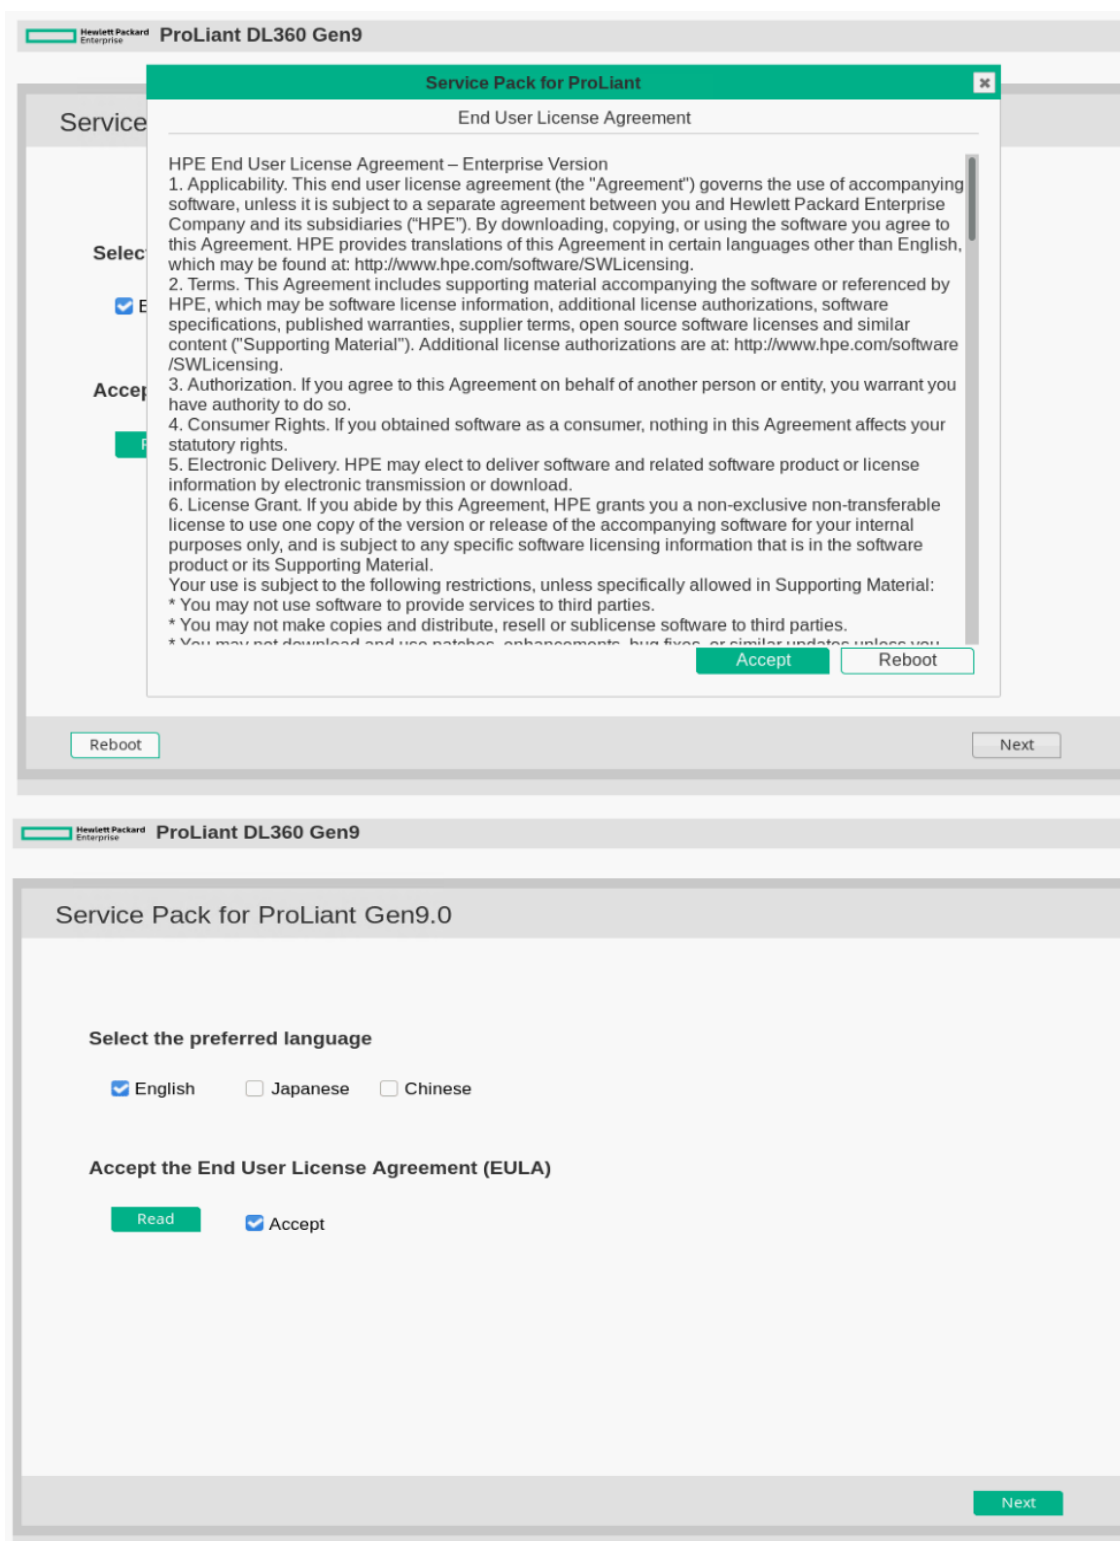 Hewlett Packard
Enterprise
ProLiant DL360 Gen9
Service Pack for ProLiant
Service
End User License Agreement
HPE End User License Agreement – Enterprise Version
1. Applicability. This end user license agreement (the "Agreement") governs the use of accompanying
software, unless it is subject to a separate agreement between you and Hewlett Packard Enterprise
Company and its subsidiaries (“HPE”). By downloading, copying, or using the software you agree to
this Agreement. HPE provides translations of this Agreement in certain languages other than English,
which may be found at: http://www.hpe.com/software/SWLicensing.
2. Terms. This Agreement includes supporting material accompanying the software or referenced by
HPE, which may be software license information, additional license authorizations, software
specifications, published warranties, supplier terms, open source software licenses and similar
content ("Supporting Material"). Additional license authorizations are at: http://www.hpe.com/software
/SWLicensing.
3. Authorization. If you agree to this Agreement on behalf of another person or entity, you warrant you
have authority to do so.
4. Consumer Rights. If you obtained software as a consumer, nothing in this Agreement affects your
statutory rights.
5. Electronic Delivery. HPE may elect to deliver software and related software product or license
information by electronic transmission or download.
6. License Grant. If you abide by this Agreement, HPE grants you a non-exclusive non-transferable
license to use one copy of the version or release of the accompanying software for your internal
purposes only, and is subject to any specific software licensing information that is in the software
product or its Supporting Material.
Your use is subject to the following restrictions, unless specifically allowed in Supporting Material:
* You may not use software to provide services to third parties.
* You may not make copies and distribute, resell or sublicense software to third parties.
* You may not download and use patches, enhancements, bug fixes, or similar updates unless you
Accept
Reboot
Reboot
Next
Hewlett Packard
Enterprise
ProLiant DL360 Gen9
Service Pack for ProLiant Gen9.0
Select the preferred language
English
Japanese
Chinese
Accept the End User License Agreement (EULA)
Read
Accept
Next